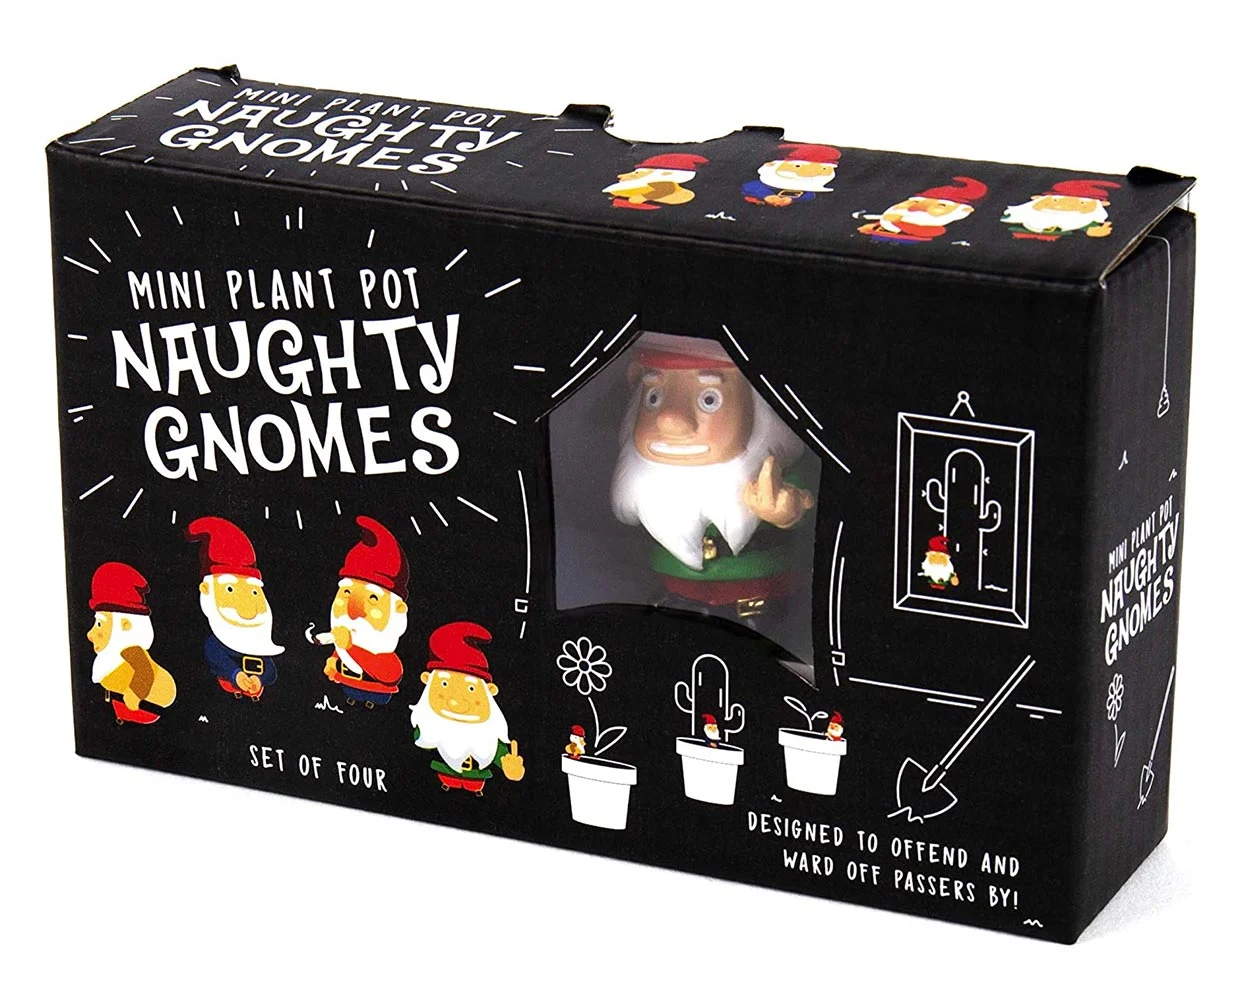 MINI PLANT POT
NAUGHTY
GNOMES
MINI PLANT POT
NAUGHTY
GNOMES
SET OF FOUR
DESIGNED TO OFFEND AND
WARD OFF PASSERS BY!
MINI PLANT POT
NAUGHTY
GNOMES